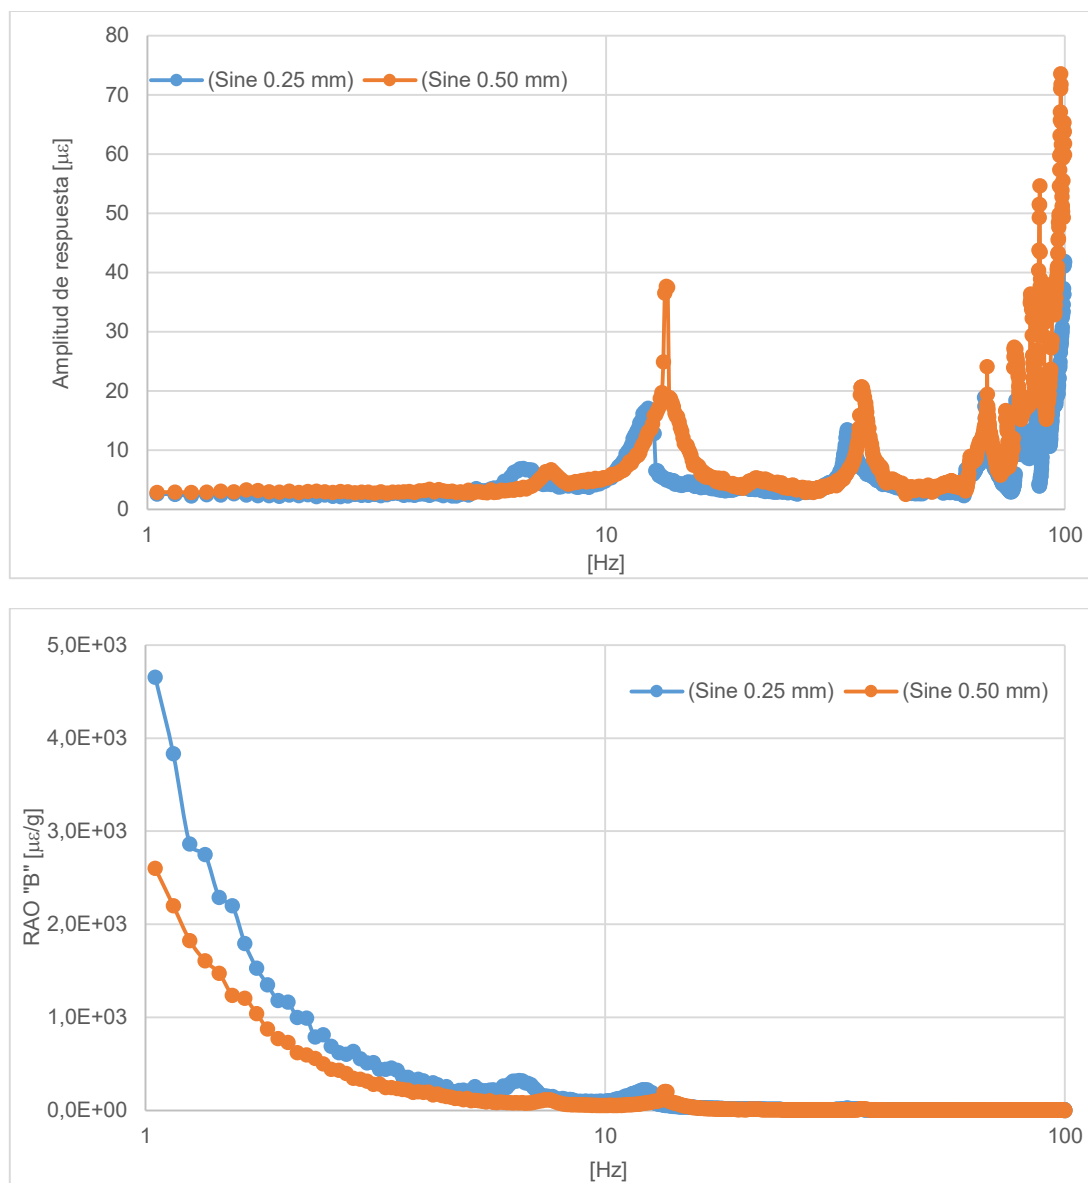 80
70
60
50
40
30
20
10
0
Amplitud de respuesta [µε]
(Sine 0.25 mm) (Sine 0.50 mm)
1 10 100
[Hz]
5,0E+03
4,0E+03
3,0E+03
2,0E+03
1,0E+03
0,0E+00
RAO "B" [µε/g]
(Sine 0.25 mm) (Sine 0.50 mm)
1 10 100
[Hz]